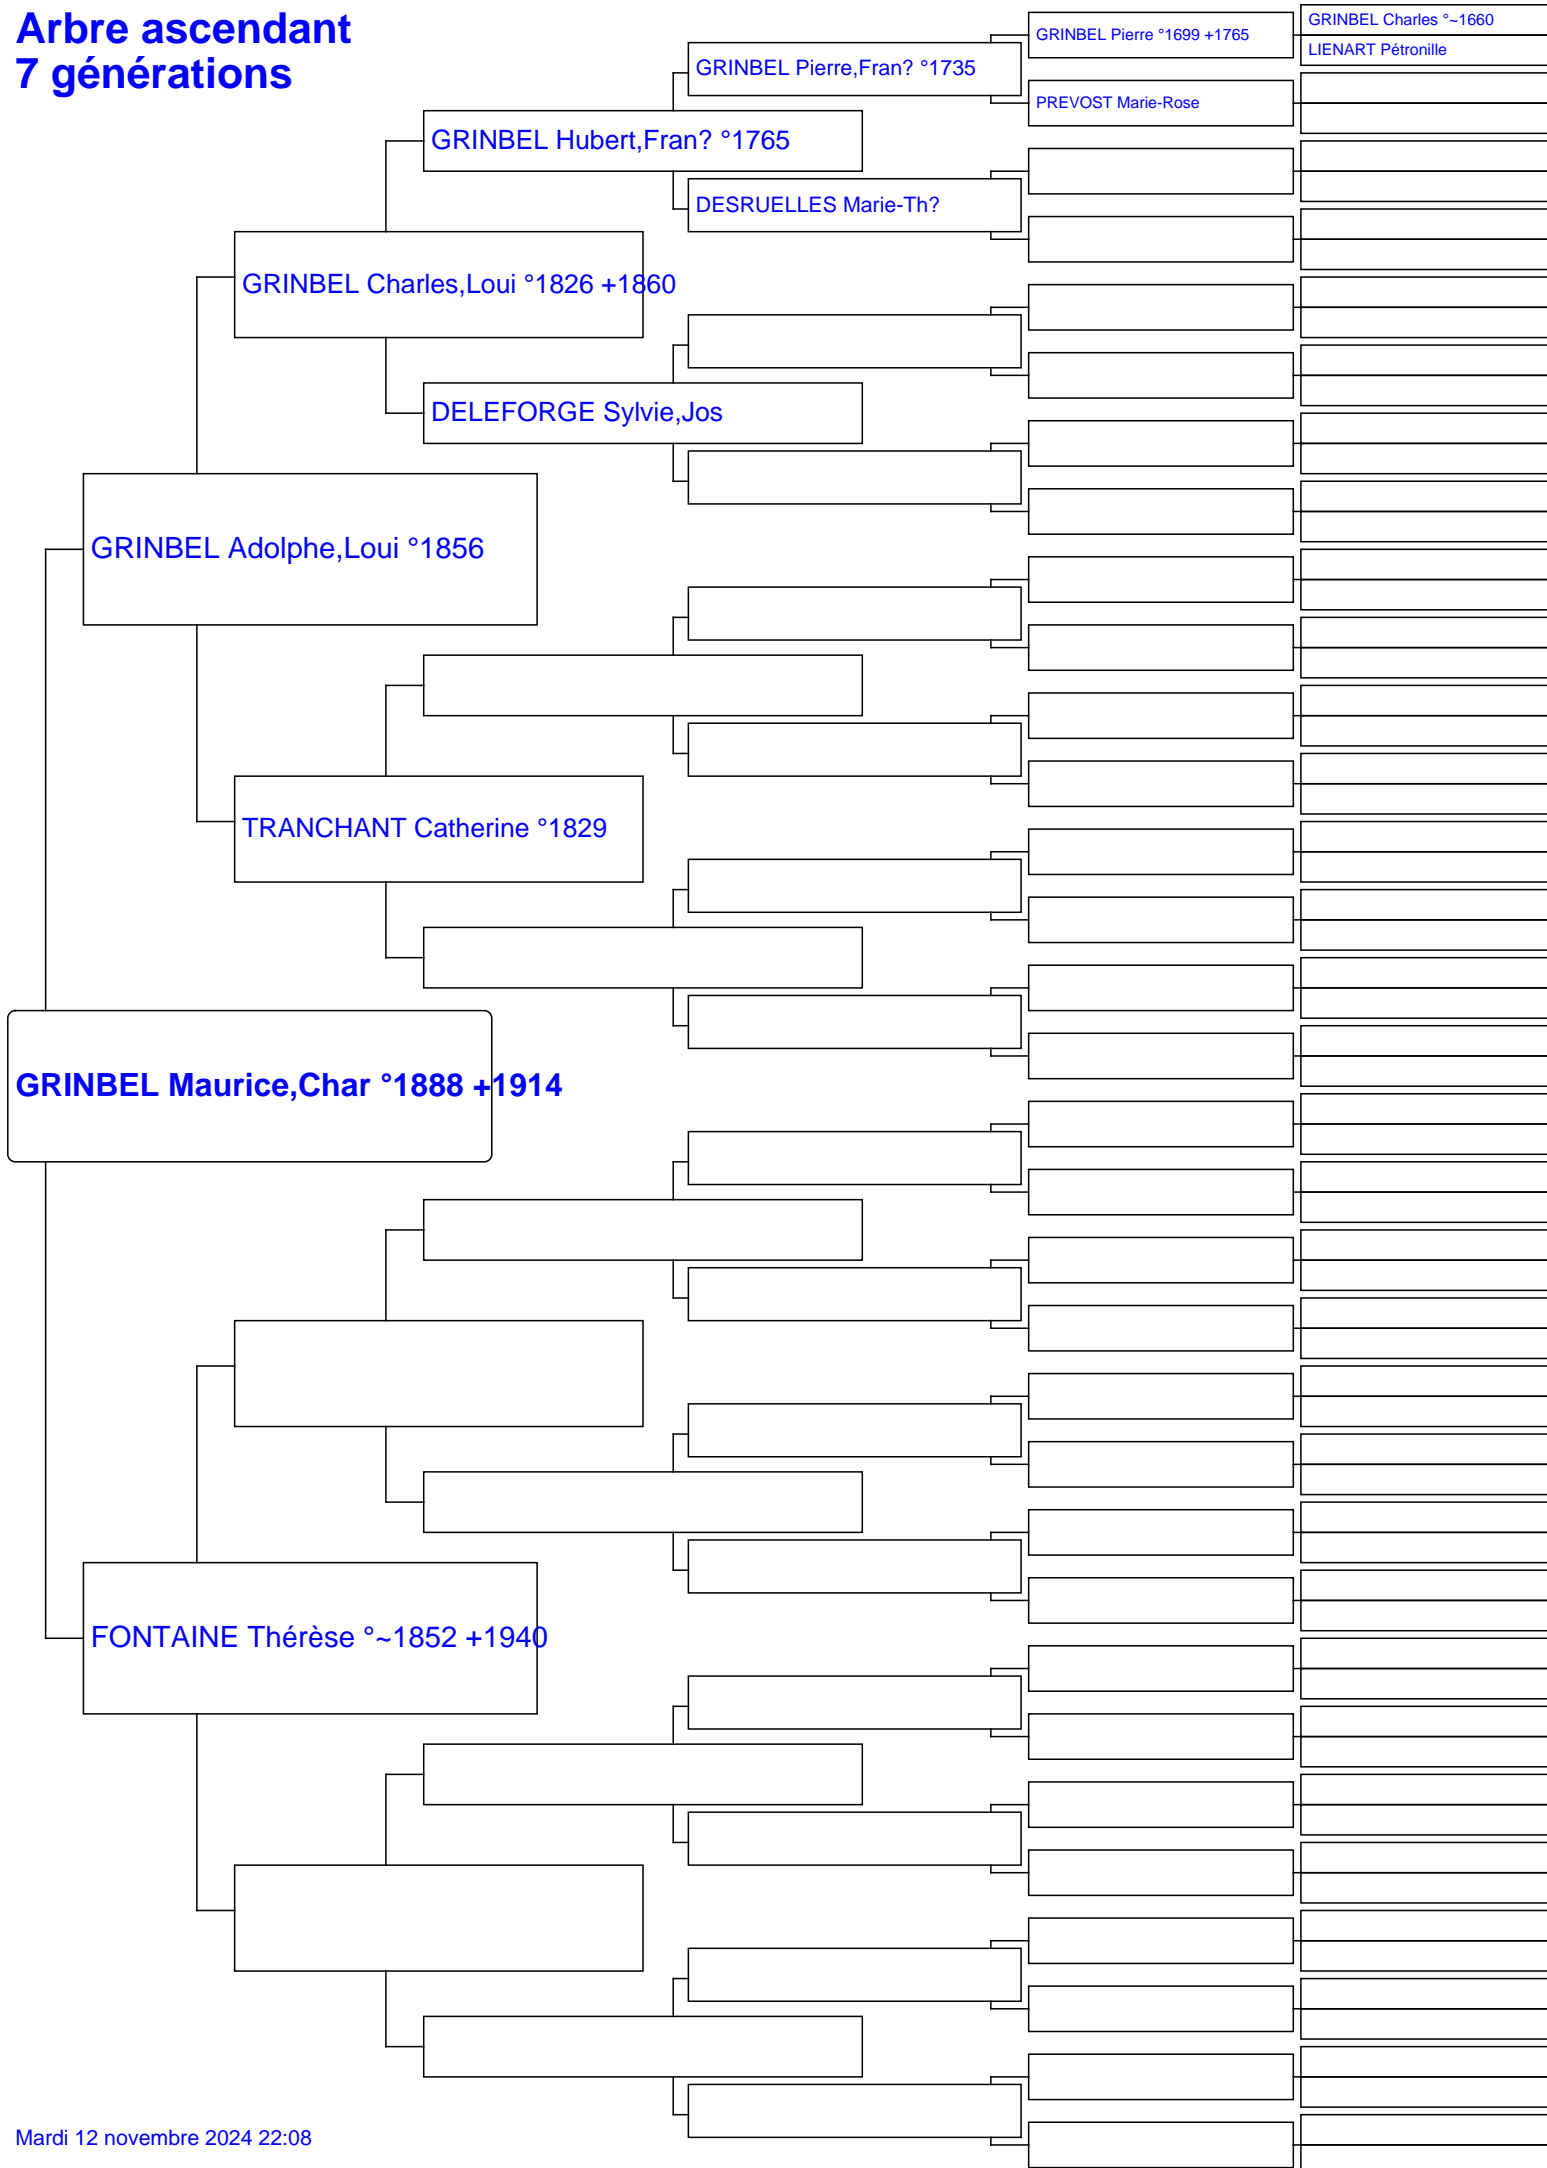 Arbre ascendant
7 générations
GRINBEL Charles °~1660
GRINBEL Pierre °1699 +1765
LIENART Pétronille
GRINBEL Pierre,Fran? °1735
PREVOST Marie-Rose
GRINBEL Hubert,Fran? °1765
DESRUELLES Marie-Th?
GRINBEL Charles,Loui °1826 +1860
DELEFORGE Sylvie,Jos
GRINBEL Adolphe,Loui °1856
TRANCHANT Catherine °1829
GRINBEL Maurice,Char °1888 +1914
FONTAINE Thérèse °~1852 +1940
Mardi 12 novembre 2024 22:08